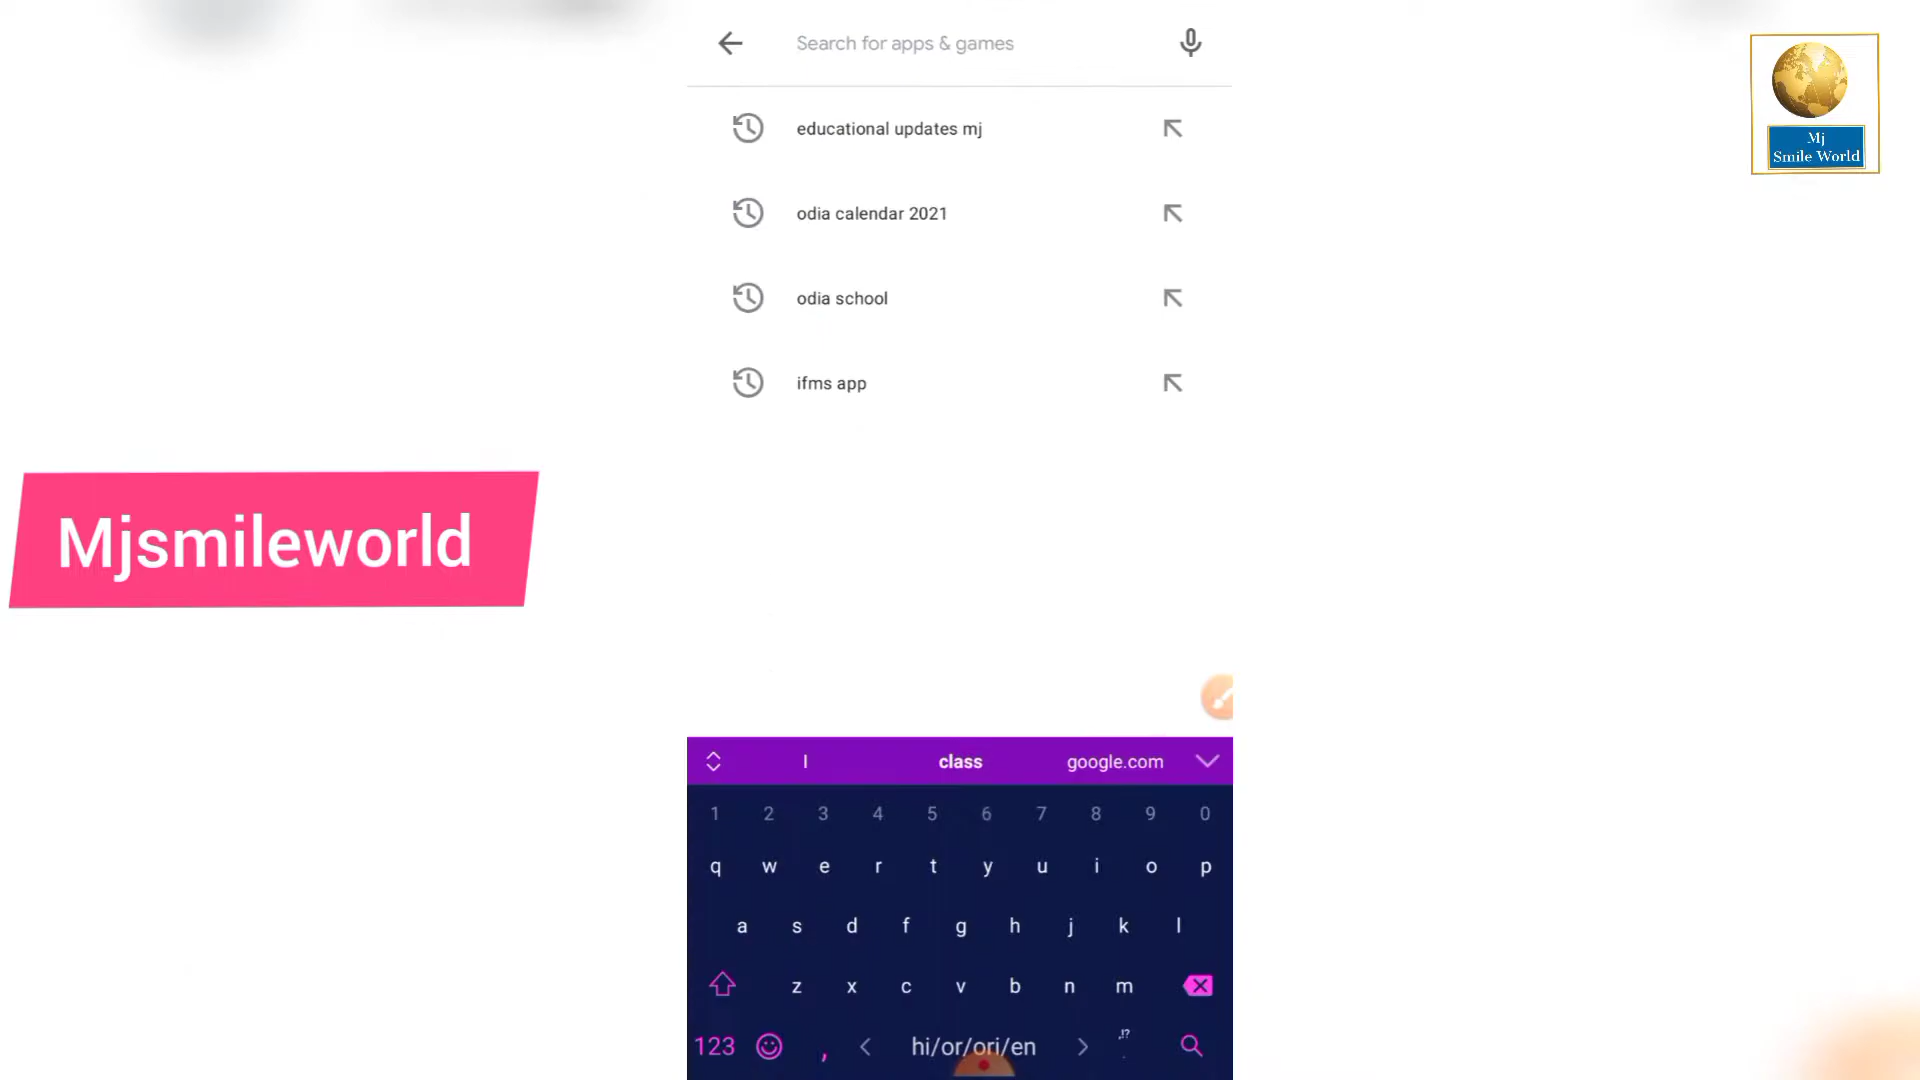 Search for apps & games
Mj
Smile World
educational updates mj
odia calendar 2021
odia school
ifms app
Mjsmileworld
I class google.com
1 2 3 4 5 6 7 8 9 0
q w e r t y u i o p
a s d f g h j k l
z x c v b n m
123 , < hi/or/ori/en > ,!? .